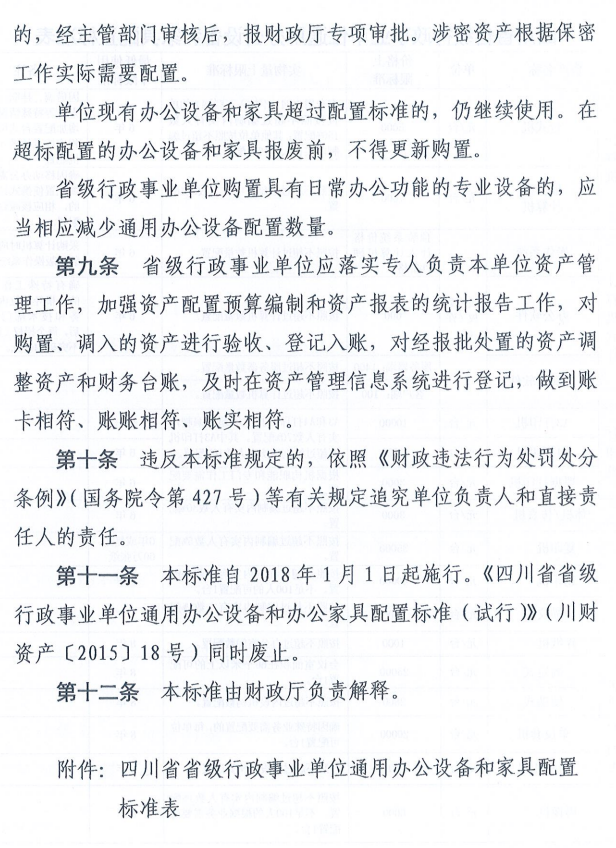 的，经主管部门审核后，报财政厅专项审批。涉密资产根据保密
工作实际需要配置。
单位现有办公设备和家具超过配置标准的，仍继续使用。在
超标配置的办公设备和家具报废前，不得更新购置。
省级行政事业单位购置具有日常办公功能的专业设备的，应
当相应减少通用办公设备配置数量。
第九条　省级行政事业单位应落实专人负责本单位资产管
理工作，加强资产配置预算编制和资产报表的统计报告工作，对
购置、调入的资产进行验收、登记入账，对经报批处置的资产调
整资产和财务台账，及时在资产管理信息系统进行登记，做到账
卡相符、账账相符、账实相符。
第十条　违反本标准规定的，依照《财政违法行为处罚处分
条例》（国务院令第 427 号）等有关规定追究单位负责人和直接责
任人的责任。
第十一条　本标准自 2018 年 1 月 1 日起施行。《四川省省级
行政事业单位通用办公设备和办公家具配置标准（试行）》（川财
资产〔2015〕18 号）同时废止。
第十二条　本标准由财政厅负责解释。
附件：四川省省级行政事业单位通用办公设备和家具配置
标准表